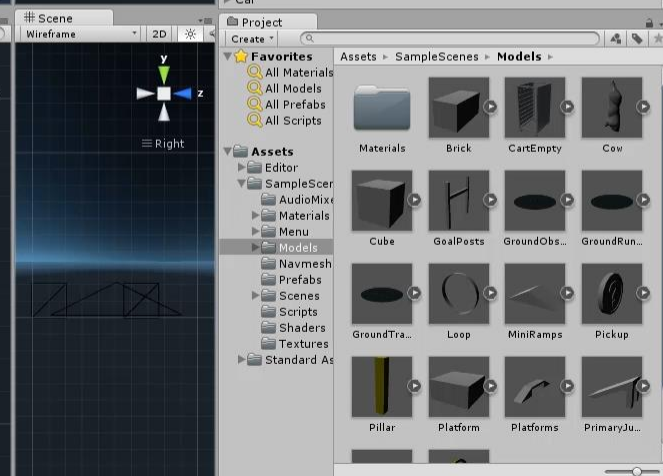 Car
Scene
Wireframe
2D
y
z
Right
Project
Create
Favorites
All Materials
All Models
All Prefabs
All Scripts
Assets
Editor
SampleScen
AudioMixe
Materials
Menu
Models
Navmesh
Prefabs
Scenes
Scripts
Shaders
Textures
Standard As
Assets SampleScenes Models
Materials Brick CartEmpty Cow
Cube GoalPosts GroundObs... GroundRun...
GroundTra... Loop MiniRamps Pickup
Pillar Platform Platforms PrimaryJu...